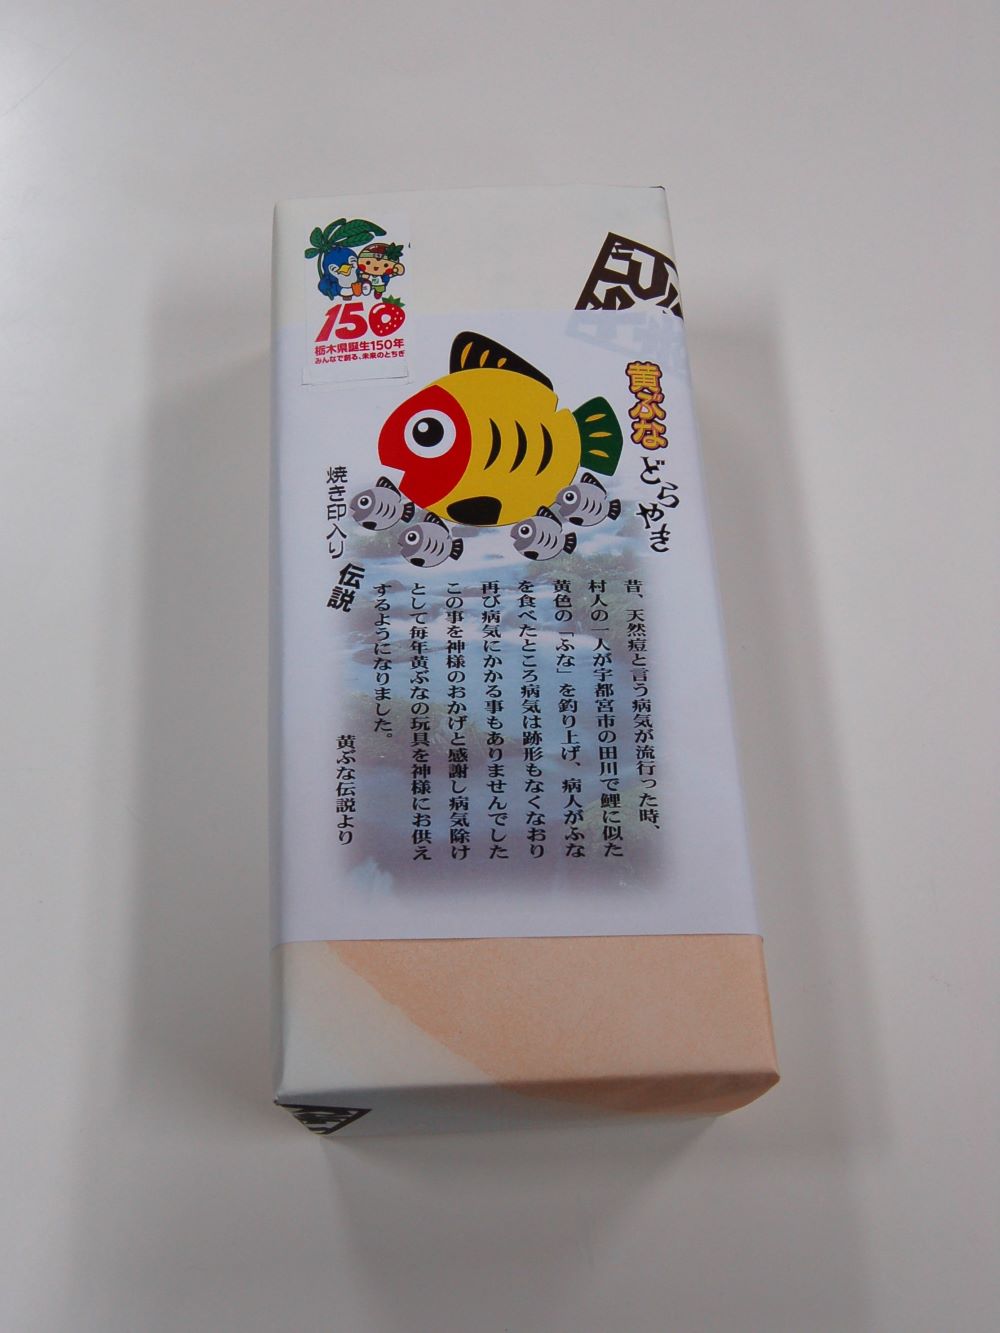 150
栃木県誕生150年
みんなで創る、未来のとちぎ
黄ぶな
どらやき
焼き印入り
伝説
昔、天然痘と言う病気が流行った時、
村人の一人が宇都宮市の田川で鯉に似た
黄色の「ふな」を釣り上げ、病人がふな
を食べたところ病気は跡形もなくなおり
再び病気にかかる事もありませんでした
この事を神様のおかげと感謝し病気除け
として毎年黄ぶなの玩具を神様にお供え
するようになりました。
黄ぶな伝説より